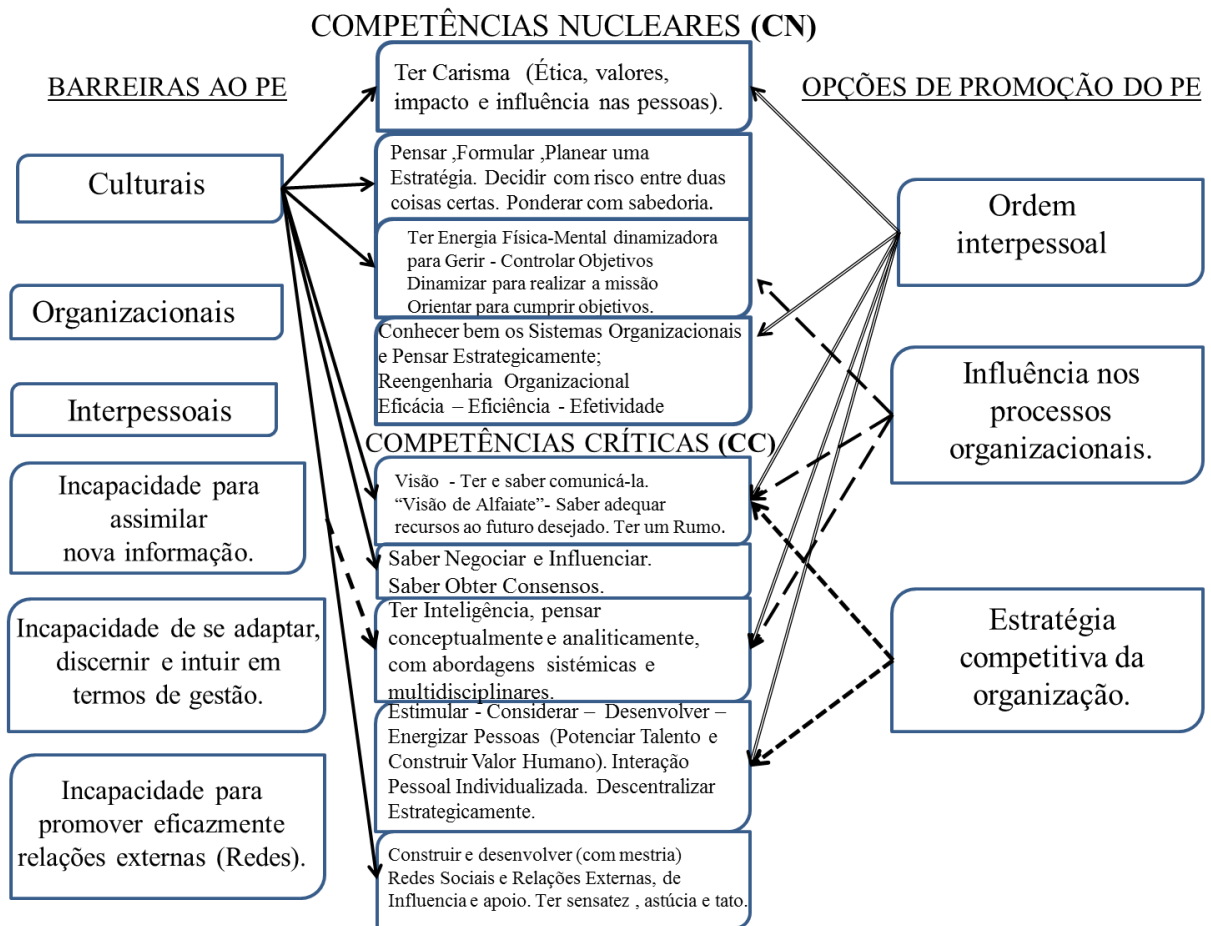 COMPETÊNCIAS NUCLEARES (CN)
BARREIRAS AO PE
Culturais
Organizacionais
Interpessoais
Incapacidade para
assimilar
nova informação.
Incapacidade de se adaptar,
discernir e intuir em
termos de gestão.
Incapacidade para
promover eficazmente
relações externas (Redes).
Ter Carisma (Ética, valores,
impacto e influência nas pessoas).
Pensar ,Formular ,Planear uma
Estratégia. Decidir com risco entre duas
coisas certas. Ponderar com sabedoria.
Ter Energia Física-Mental dinamizadora
para Gerir - Controlar Objetivos
Dinamizar para realizar a missão
Orientar para cumprir objetivos.
Conhecer bem os Sistemas Organizacionais
e Pensar Estrategicamente;
Reengenharia Organizacional
Eficácia – Eficiência - Efetividade
COMPETÊNCIAS CRÍTICAS (CC)
Visão - Ter e saber comunicá-la.
“Visão de Alfaiate”- Saber adequar
recursos ao futuro desejado. Ter um Rumo.
Saber Negociar e Influenciar.
Saber Obter Consensos.
Ter Inteligência, pensar
conceptualmente e analiticamente,
com abordagens sistémicas e
multidisciplinares.
Estimular - Considerar – Desenvolver –
Energizar Pessoas (Potenciar Talento e
Construir Valor Humano). Interação
Pessoal Individualizada. Descentralizar
Estrategicamente.
Construir e desenvolver (com mestria)
Redes Sociais e Relações Externas, de
Influencia e apoio. Ter sensatez , astúcia e tato.
OPÇÕES DE PROMOÇÃO DO PE
Ordem
interpessoal
Influência nos
processos
organizacionais.
Estratégia
competitiva da
organização.